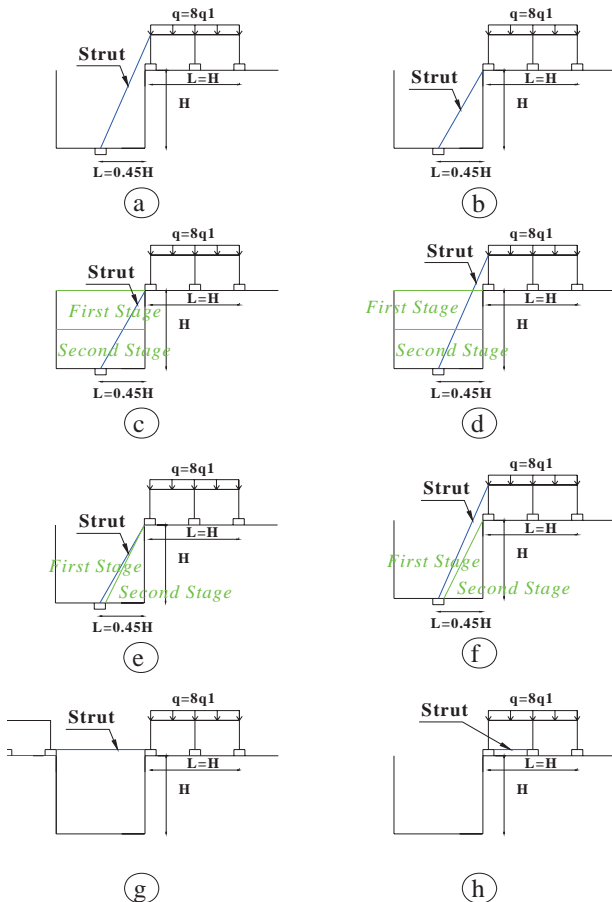 q=8q1
Strut
L=H
H
L=0.45H
a
q=8q1
Strut
L=H
H
L=0.45H
b
q=8q1
Strut
L=H
First Stage
H
Second Stage
L=0.45H
c
q=8q1
Strut
L=H
First Stage
H
Second Stage
L=0.45H
d
q=8q1
Strut
L=H
H
First Stage
Second Stage
L=0.45H
e
q=8q1
Strut
L=H
H
First Stage
Second Stage
L=0.45H
f
q=8q1
Strut
L=H
H
g
q=8q1
Strut
L=H
H
h